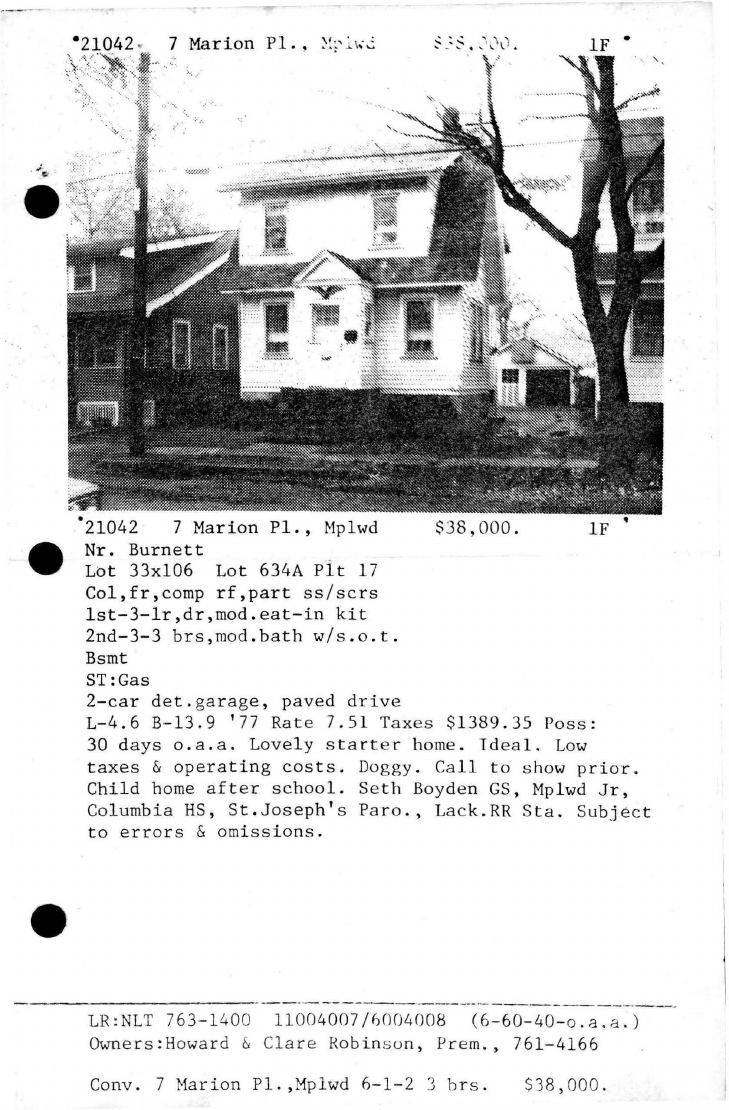 21042 7 Marion Pl., Mplwd $38,000. 1F
21042 7 Marion Pl., Mplwd $38,000. 1F
Nr. Burnett
Lot 33x106 Lot 634A Plt 17
Col,fr,comp rf,part ss/scrs
1st-3-lr,dr,mod.eat-in kit
2nd-3-3 brs,mod.bath w/s.o.t.
Bsmt
ST:Gas
2-car det.garage, paved drive
L-4.6 B-13.9 '77 Rate 7.51 Taxes $1389.35 Poss:
30 days o.a.a. Lovely starter home. Ideal. Low
taxes & operating costs. Doggy. Call to show prior.
Child home after school. Seth Boyden GS, Mplwd Jr,
Columbia HS, St.Joseph's Paro., Lack.RR Sta. Subject
to errors & omissions.
LR:NLT 763-1400 11004007/6004008 (6-60-40-o.a.a.)
Owners:Howard & Clare Robinson, Prem., 761-4166
Conv. 7 Marion Pl.,Mplwd 6-1-2 3 brs. $38,000.